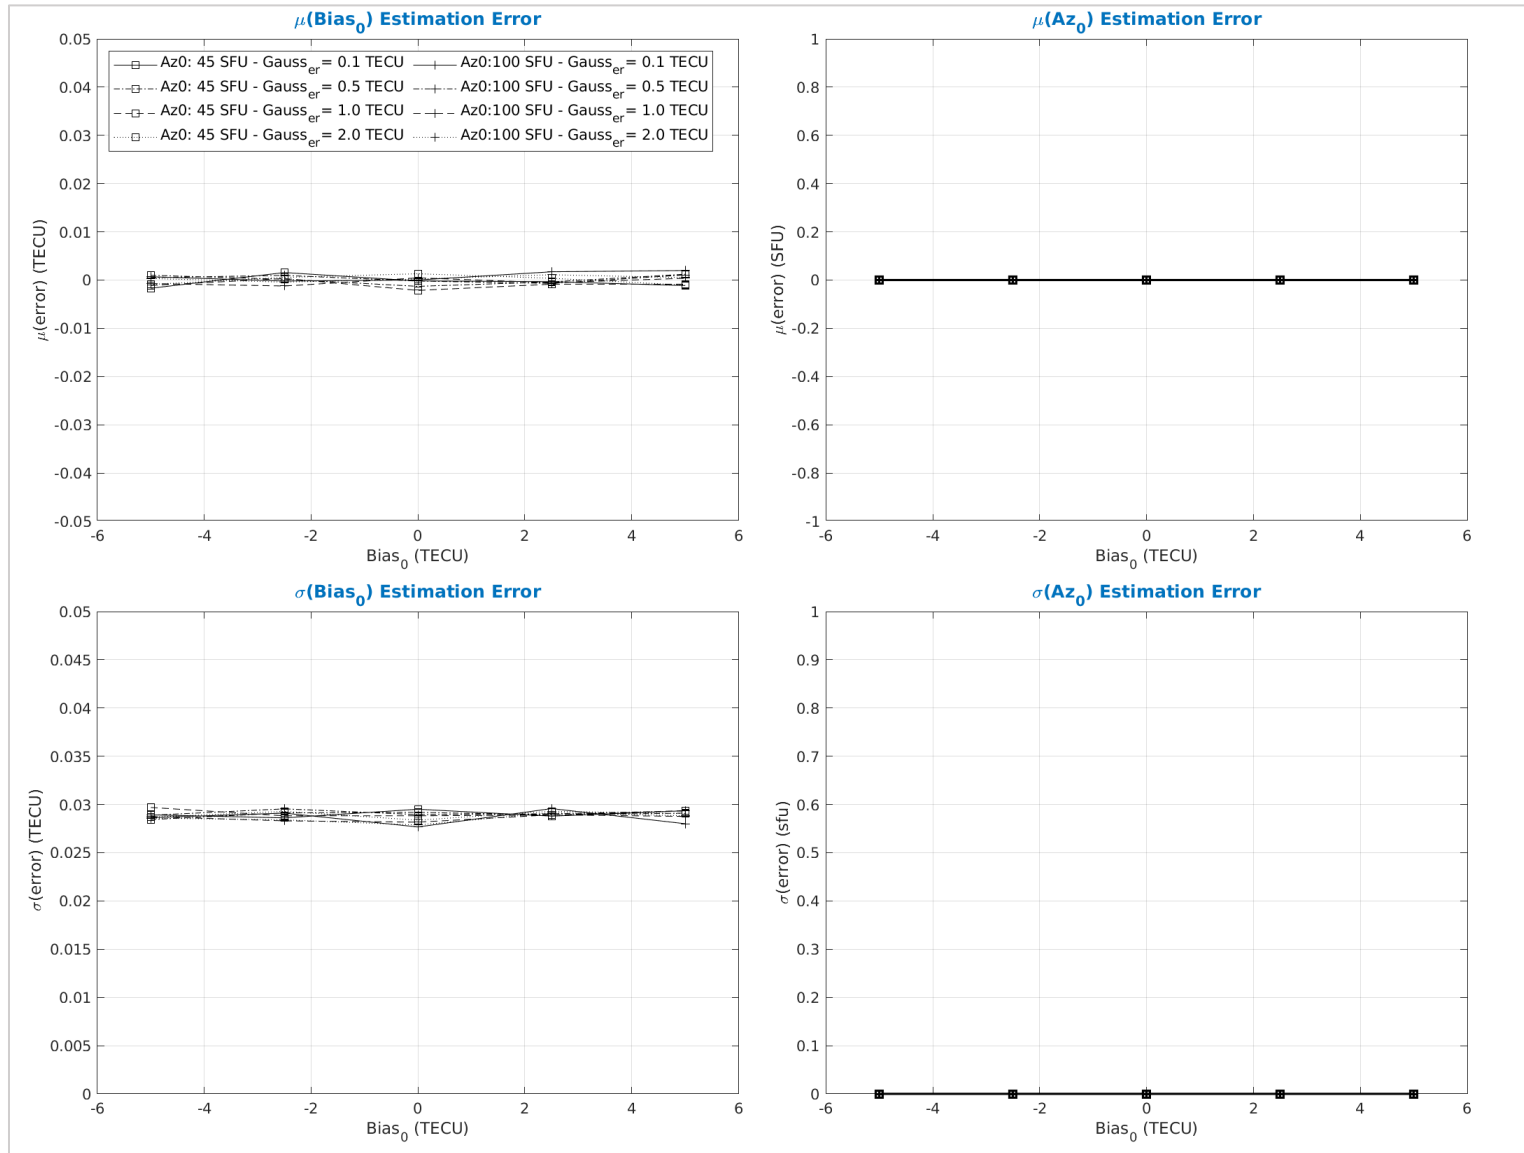 μ(Bias₀) Estimation Error
0.05
0.04
0.03
0.02
0.01
0
-0.01
-0.02
-0.03
-0.04
-0.05
μ(error) (TECU)
Az0: 45 SFU - Gauss_er= 0.1 TECU
Az0: 45 SFU - Gauss_er= 0.5 TECU
Az0: 45 SFU - Gauss_er= 1.0 TECU
Az0: 45 SFU - Gauss_er= 2.0 TECU
Az0:100 SFU - Gauss_er= 0.1 TECU
Az0:100 SFU - Gauss_er= 0.5 TECU
Az0:100 SFU - Gauss_er= 1.0 TECU
Az0:100 SFU - Gauss_er= 2.0 TECU
-6 -4 -2 0 2 4 6
Bias₀ (TECU)
μ(Az₀) Estimation Error
1
0.8
0.6
0.4
0.2
0
-0.2
-0.4
-0.6
-0.8
-1
μ(error) (SFU)
-6 -4 -2 0 2 4 6
Bias₀ (TECU)
σ(Bias₀) Estimation Error
0.05
0.045
0.04
0.035
0.03
0.025
0.02
0.015
0.01
0.005
0
σ(error) (TECU)
-6 -4 -2 0 2 4 6
Bias₀ (TECU)
σ(Az₀) Estimation Error
1
0.9
0.8
0.7
0.6
0.5
0.4
0.3
0.2
0.1
0
σ(error) (sfu)
-6 -4 -2 0 2 4 6
Bias₀ (TECU)